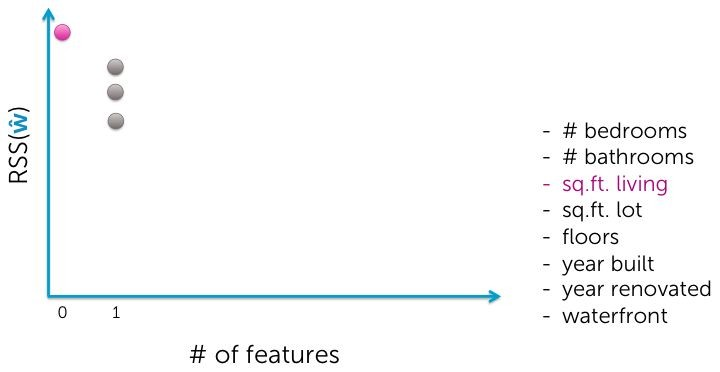 RSS(ŵ)
0
1
# of features
- # bedrooms
- # bathrooms
- sq.ft. living
- sq.ft. lot
- floors
- year built
- year renovated
- waterfront